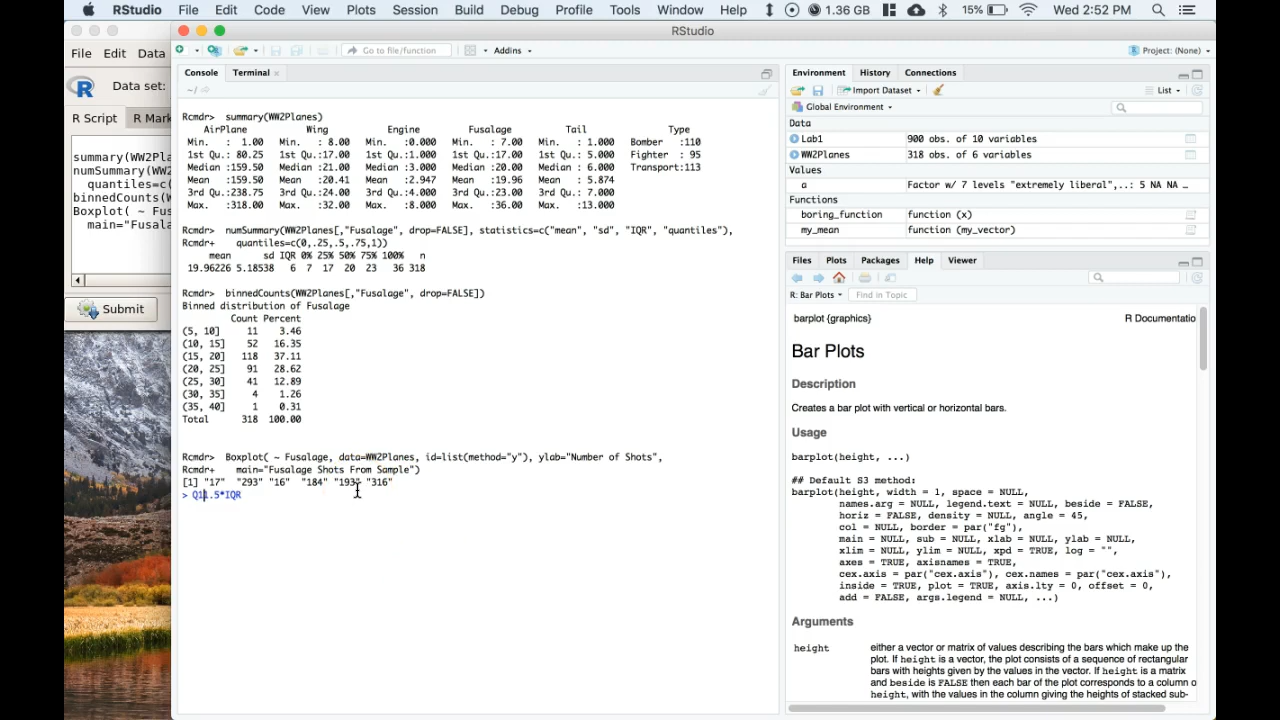 RStudio File Edit Code View Plots Session Build Debug Profile Tools Window Help 1.36 GB 15% Wed 2:52 PM
File Edit Data
Data set:
R Script R Mark
summary(WW2Pla
numSummary(WW2
quantiles=c(
binnedCounts(W
Boxplot( ~ Fus
main="Fusala
Submit
RStudio
Go to file/function
Addins
Project: (None)
Console Terminal
~/
Rcmdr> summary(WW2Planes)
AirPlane Wing Engine Fusalage Tail Type
Min. : 1.00 Min. : 8.00 Min. :0.000 Min. : 7.00 Min. : 1.000 Bomber :110
1st Qu.: 80.25 1st Qu.:17.00 1st Qu.:1.000 1st Qu.:17.00 1st Qu.: 5.000 Fighter : 95
Median :159.50 Median :21.00 Median :3.000 Median :20.00 Median : 6.000 Transport:113
Mean :159.50 Mean :20.41 Mean :2.947 Mean :19.96 Mean : 5.874
3rd Qu.:238.75 3rd Qu.:24.00 3rd Qu.:4.000 3rd Qu.:23.00 3rd Qu.: 7.000
Max. :318.00 Max. :32.00 Max. :8.000 Max. :36.00 Max. :13.000
Rcmdr> numSummary(WW2Planes[,"Fusalage", drop=FALSE], statistics=c("mean", "sd", "IQR", "quantiles"),
Rcmdr+ quantiles=c(0,.25,.5,.75,1))
mean sd IQR 0% 25% 50% 75% 100% n
19.96226 5.18538 6 7 17 20 23 36 318
Rcmdr> binnedCounts(WW2Planes[,"Fusalage", drop=FALSE])
Binned distribution of Fusalage
Count Percent
(5, 10] 11 3.46
(10, 15] 52 16.35
(15, 20] 118 37.11
(20, 25] 91 28.62
(25, 30] 41 12.89
(30, 35] 4 1.26
(35, 40] 1 0.31
Total 318 100.00
Rcmdr> Boxplot( ~ Fusalage, data=WW2Planes, id=list(method="y"), ylab="Number of Shots",
Rcmdr+ main="Fusalage Shots From Sample")
[1] "17" "293" "16" "184" "193" "316"
> Q11.5*IQR
Environment History Connections
Import Dataset List
Global Environment
Data
Lab1 900 obs. of 10 variables
WW2Planes 318 obs. of 6 variables
Values
a Factor w/ 7 levels "extremely liberal",..: 5 NA NA …
Functions
boring_function function (x)
my_mean function (my_vector)
Files Plots Packages Help Viewer
R: Bar Plots Find in Topic
barplot {graphics} R Documentatio
Bar Plots
Description
Creates a bar plot with vertical or horizontal bars.
Usage
barplot(height, ...)
## Default S3 method:
barplot(height, width = 1, space = NULL,
names.arg = NULL, legend.text = NULL, beside = FALSE,
horiz = FALSE, density = NULL, angle = 45,
col = NULL, border = par("fg"),
main = NULL, sub = NULL, xlab = NULL, ylab = NULL,
xlim = NULL, ylim = NULL, xpd = TRUE, log = "",
axes = TRUE, axisnames = TRUE,
cex.axis = par("cex.axis"), cex.names = par("cex.axis"),
inside = TRUE, plot = TRUE, axis.lty = 0, offset = 0,
add = FALSE, args.legend = NULL, ...)
Arguments
height either a vector or matrix of values describing the bars which make up the
plot. If height is a vector, the plot consists of a sequence of rectangular
bars with heights given by the values in the vector. If height is a matrix
and beside is FALSE then each bar of the plot corresponds to a column o
height, with the values in the column giving the heights of stacked sub-